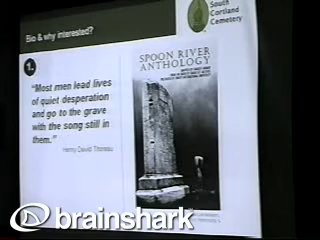 Bio & why interested?
South
Cortland
Cemetery
1.
"Most men lead lives
of quiet desperation
and go to the grave
with the song still in
them."
Henry David Thoreau
SPOON RIVER
ANTHOLOGY
brainshark